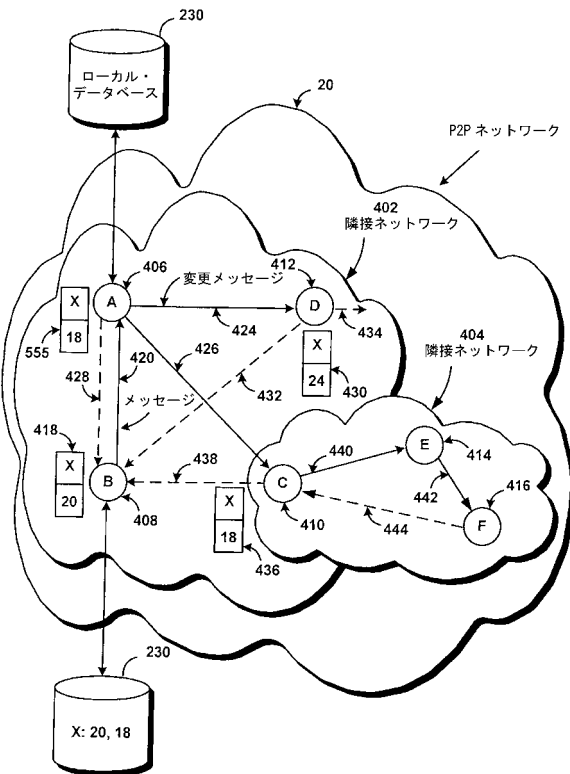 230
ローカル・
データベース
20
P2P ネットワーク
402
隣接ネットワーク
406
変更メッセージ
412
A
D
X
18
555
424
434
420
426
404
隣接ネットワーク
X
24
430
428
432
メッセージ
418
X
20
B
408
438
C
410
440
E
414
442
F
416
444
X
18
436
230
X: 20, 18